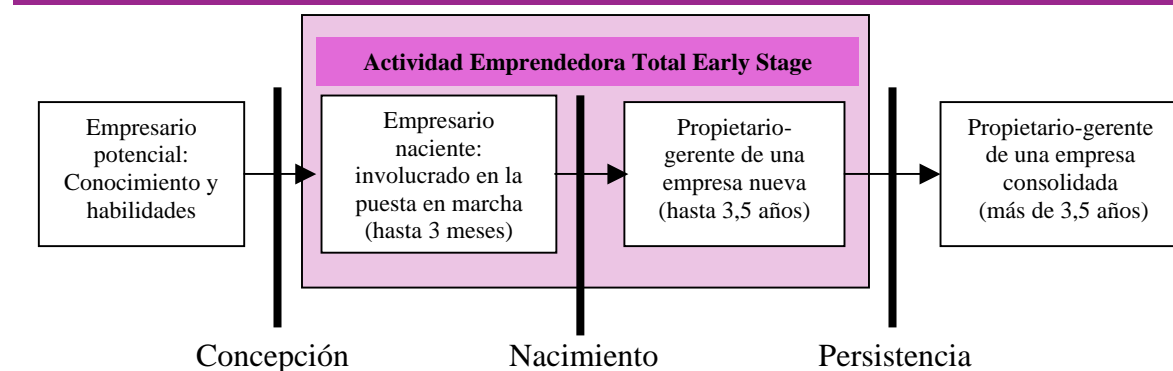 Actividad Emprendedora Total Early Stage
Empresario
potencial:
Conocimiento y
habilidades
Empresario
naciente:
involucrado en la
puesta en marcha
(hasta 3 meses)
Propietario-
gerente de una
empresa nueva
(hasta 3,5 años)
Propietario-gerente
de una empresa
consolidada
(más de 3,5 años)
Concepción
Nacimiento
Persistencia